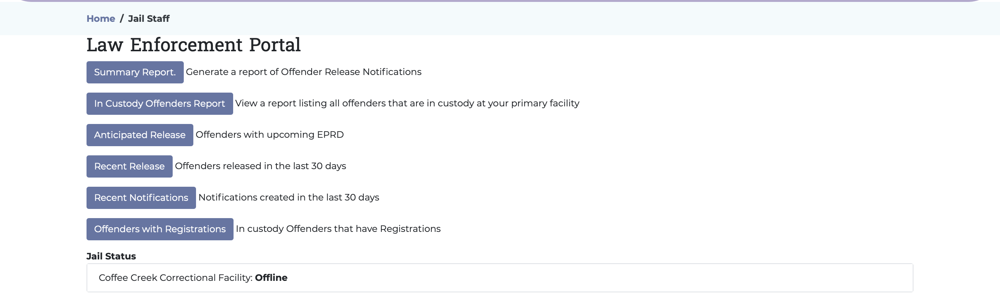 Home / Jail Staff
Law Enforcement Portal
Summary Report. Generate a report of Offender Release Notifications
In Custody Offenders Report View a report listing all offenders that are in custody at your primary facility
Anticipated Release Offenders with upcoming EPRD
Recent Release Offenders released in the last 30 days
Recent Notifications Notifications created in the last 30 days
Offenders with Registrations In custody Offenders that have Registrations
Jail Status
Coffee Creek Correctional Facility: Offline